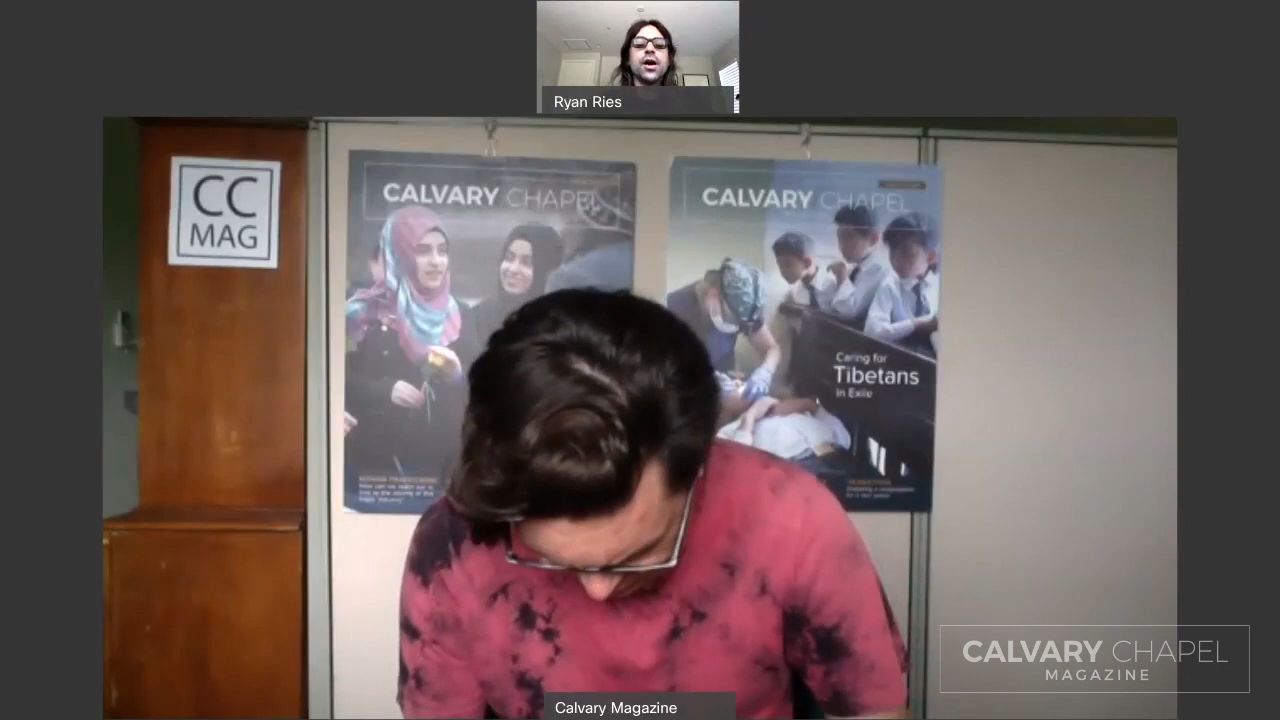 Ryan Ries
CC
MAG
CALVARY CHAPEL
CALVARY CHAPEL
Caring for
Tibetans
in Exile
CALVARY CHAPEL
MAGAZINE
Calvary Magazine